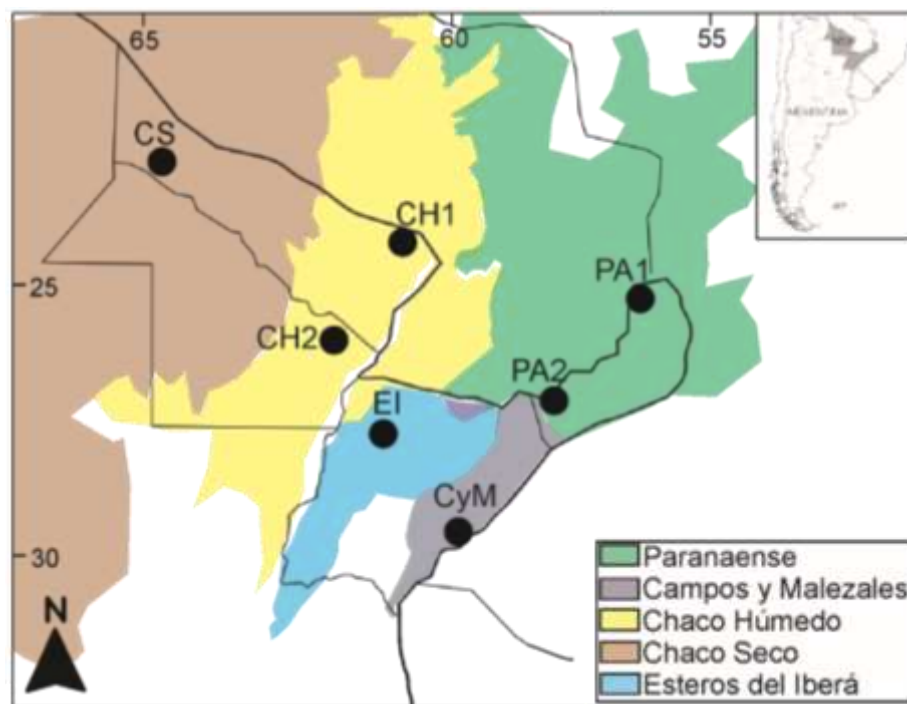 65
60
55
CS
CH1
25
PA1
CH2
PA2
EI
CyM
30
N
Paranaense
Campos y Malezales
Chaco Húmedo
Chaco Seco
Esteros del Iberá